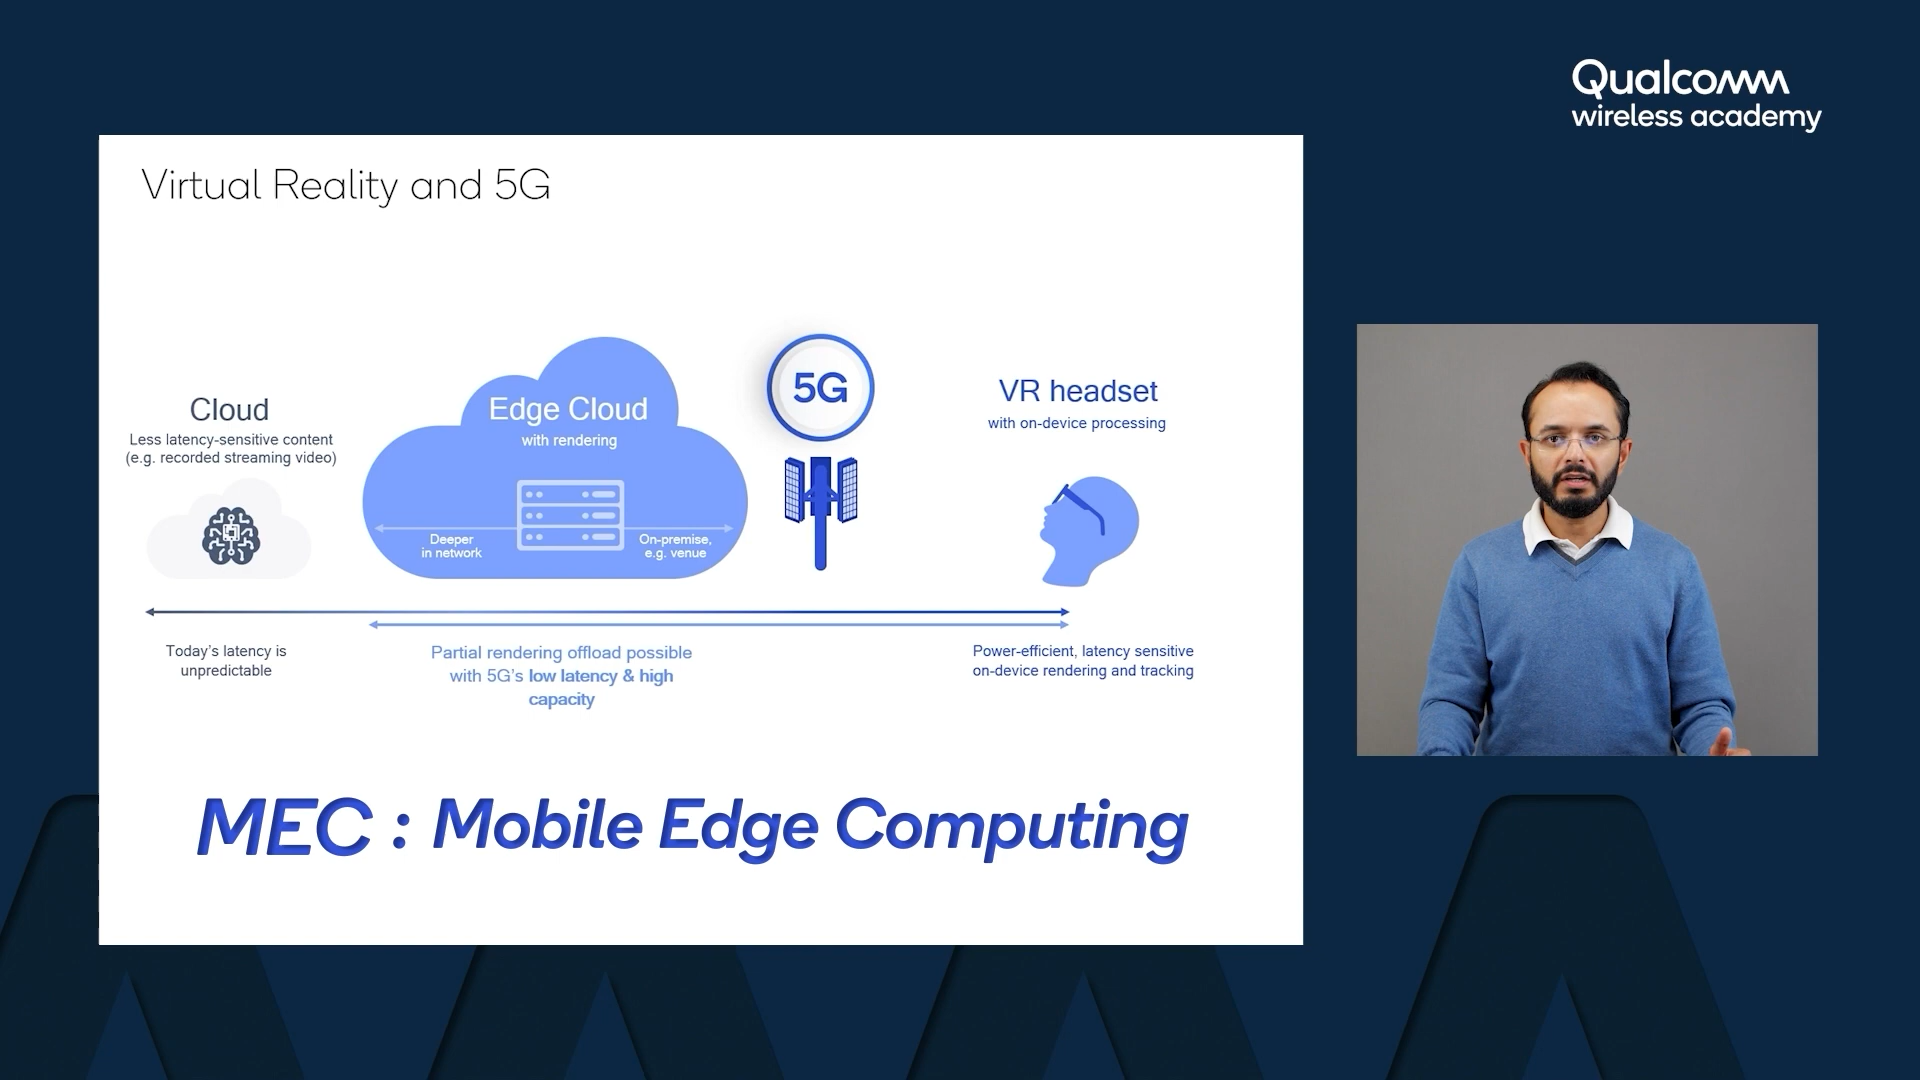 Qualcomm
wireless academy
Virtual Reality and 5G
Cloud
Less latency-sensitive content
(e.g. recorded streaming video)
Edge Cloud
with rendering
Deeper
in network
On-premise,
e.g. venue
5G
VR headset
with on-device processing
Today's latency is
unpredictable
Partial rendering offload possible
with 5G's low latency & high
capacity
Power-efficient, latency sensitive
on-device rendering and tracking
MEC : Mobile Edge Computing